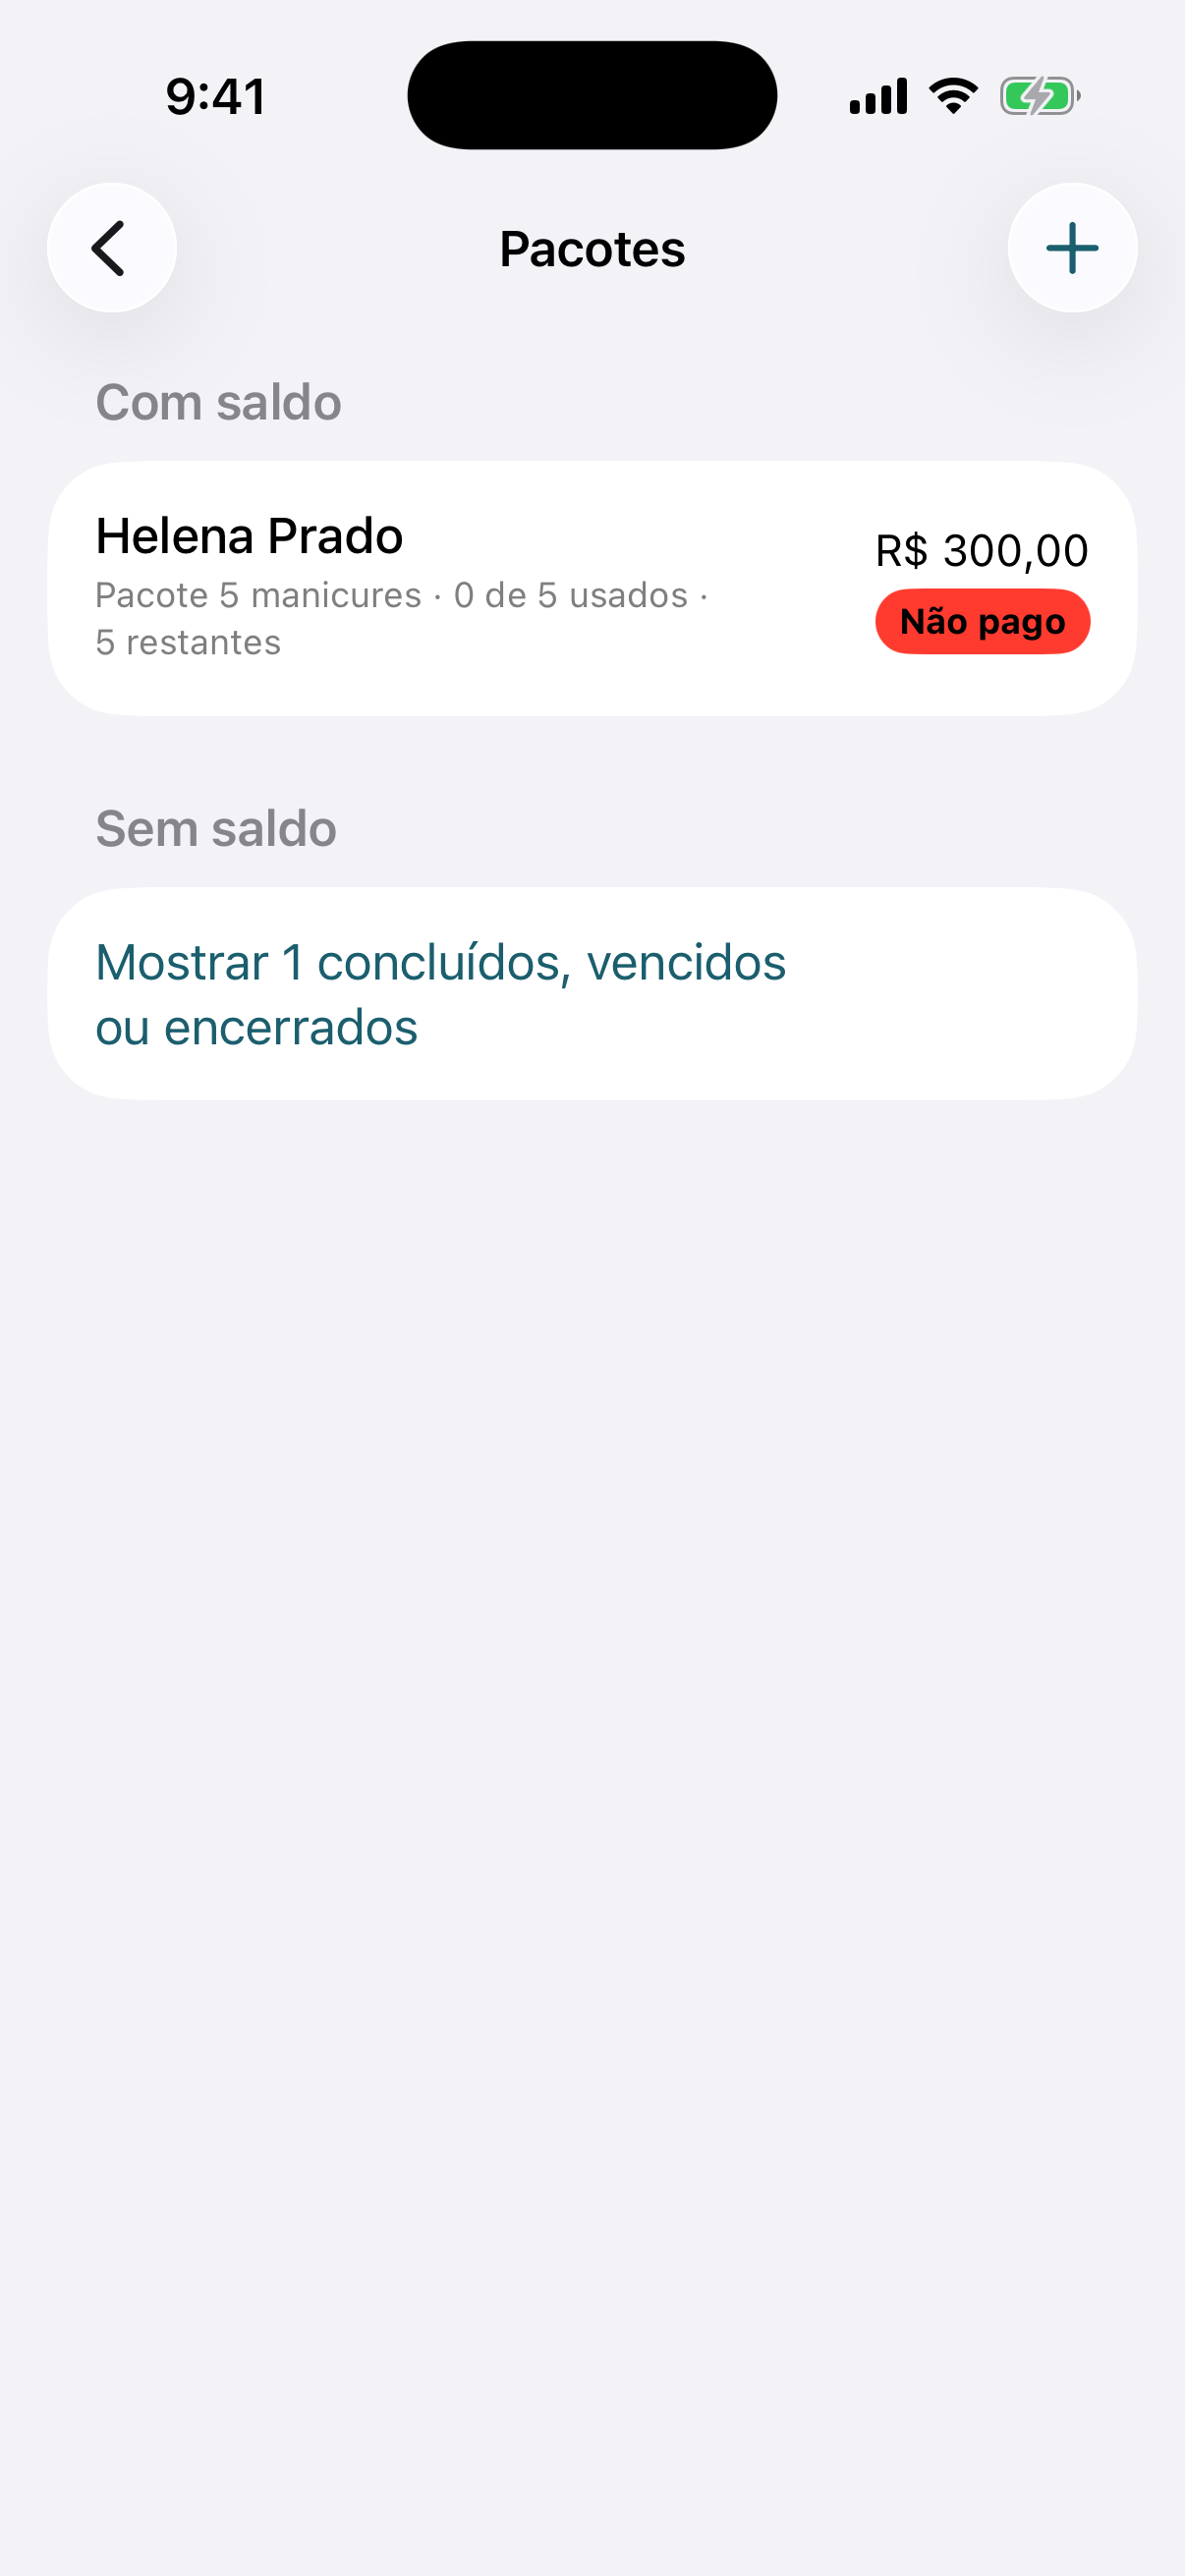 9:41
Pacotes
Com saldo
Helena Prado
Pacote 5 manicures · 0 de 5 usados ·
5 restantes
R$ 300,00
Não pago
Sem saldo
Mostrar 1 concluídos, vencidos
ou encerrados